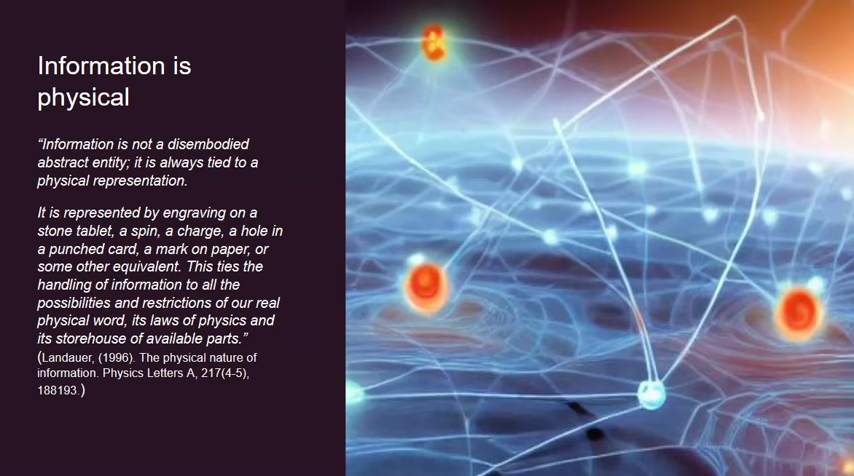 Information is
physical
“Information is not a disembodied
abstract entity; it is always tied to a
physical representation.
It is represented by engraving on a
stone tablet, a spin, a charge, a hole in
a punched card, a mark on paper, or
some other equivalent. This ties the
handling of information to all the
possibilities and restrictions of our real
physical word, its laws of physics and
its storehouse of available parts.”
(Landauer, (1996). The physical nature of
information. Physics Letters A, 217(4-5),
188193.)